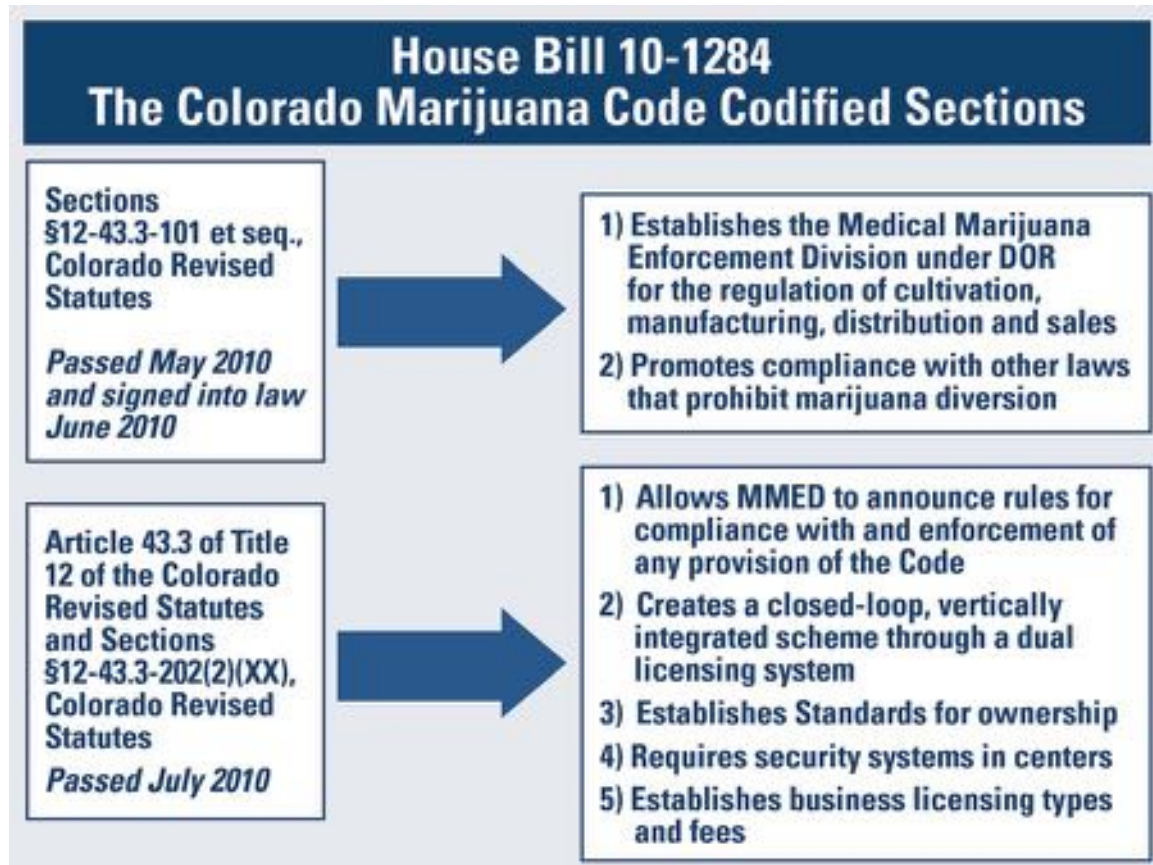 House Bill 10-1284
The Colorado Marijuana Code Codified Sections
Sections
§12-43.3-101 et seq.,
Colorado Revised
Statutes
Passed May 2010
and signed into law
June 2010
1) Establishes the Medical Marijuana
Enforcement Division under DOR
for the regulation of cultivation,
manufacturing, distribution and sales
2) Promotes compliance with other laws
that prohibit marijuana diversion
Article 43.3 of Title
12 of the Colorado
Revised Statutes
and Sections
§12-43.3-202(2)(XX),
Colorado Revised
Statutes
Passed July 2010
1) Allows MMED to announce rules for
compliance with and enforcement of
any provision of the Code
2) Creates a closed-loop, vertically
integrated scheme through a dual
licensing system
3) Establishes Standards for ownership
4) Requires security systems in centers
5) Establishes business licensing types
and fees